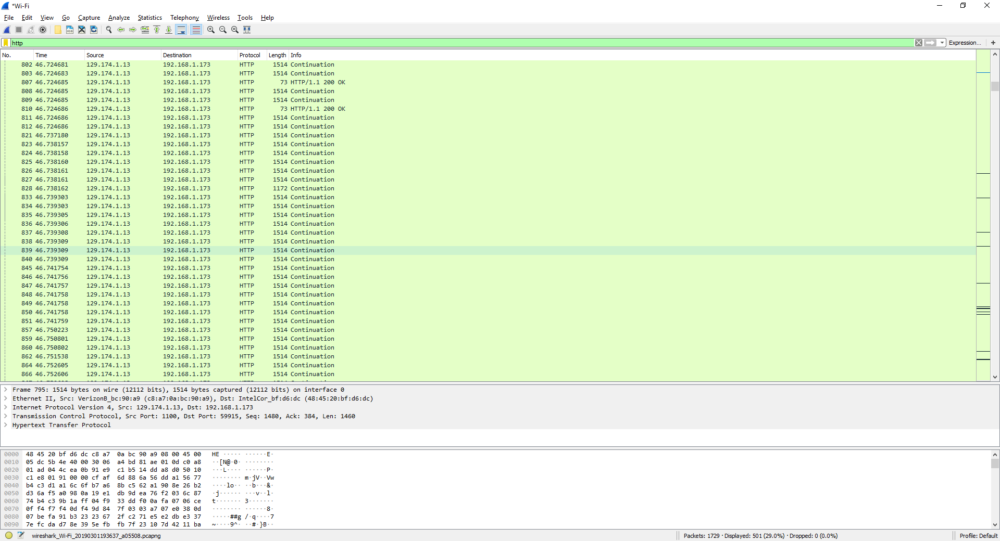 *Wi-Fi
File Edit View Go Capture Analyze Statistics Telephony Wireless Tools Help
http Expression... +
No. Time Source Destination Protocol Length Info
802 46.724681 129.174.1.13 192.168.1.173 HTTP 1514 Continuation
803 46.724683 129.174.1.13 192.168.1.173 HTTP 1514 Continuation
807 46.724685 129.174.1.13 192.168.1.173 HTTP 73 HTTP/1.1 200 OK
808 46.724685 129.174.1.13 192.168.1.173 HTTP 1514 Continuation
809 46.724685 129.174.1.13 192.168.1.173 HTTP 1514 Continuation
810 46.724686 129.174.1.13 192.168.1.173 HTTP 73 HTTP/1.1 200 OK
811 46.724686 129.174.1.13 192.168.1.173 HTTP 1514 Continuation
812 46.724686 129.174.1.13 192.168.1.173 HTTP 1514 Continuation
821 46.737180 129.174.1.13 192.168.1.173 HTTP 1514 Continuation
823 46.738157 129.174.1.13 192.168.1.173 HTTP 1514 Continuation
824 46.738158 129.174.1.13 192.168.1.173 HTTP 1514 Continuation
825 46.738160 129.174.1.13 192.168.1.173 HTTP 1514 Continuation
826 46.738161 129.174.1.13 192.168.1.173 HTTP 1514 Continuation
827 46.738161 129.174.1.13 192.168.1.173 HTTP 1514 Continuation
828 46.738162 129.174.1.13 192.168.1.173 HTTP 1172 Continuation
833 46.739303 129.174.1.13 192.168.1.173 HTTP 1514 Continuation
834 46.739303 129.174.1.13 192.168.1.173 HTTP 1514 Continuation
835 46.739305 129.174.1.13 192.168.1.173 HTTP 1514 Continuation
836 46.739306 129.174.1.13 192.168.1.173 HTTP 1514 Continuation
837 46.739308 129.174.1.13 192.168.1.173 HTTP 1514 Continuation
838 46.739309 129.174.1.13 192.168.1.173 HTTP 1514 Continuation
839 46.739309 129.174.1.13 192.168.1.173 HTTP 1514 Continuation
840 46.739309 129.174.1.13 192.168.1.173 HTTP 1514 Continuation
845 46.741754 129.174.1.13 192.168.1.173 HTTP 1514 Continuation
846 46.741756 129.174.1.13 192.168.1.173 HTTP 1514 Continuation
847 46.741757 129.174.1.13 192.168.1.173 HTTP 1514 Continuation
848 46.741758 129.174.1.13 192.168.1.173 HTTP 1514 Continuation
849 46.741758 129.174.1.13 192.168.1.173 HTTP 1514 Continuation
850 46.741758 129.174.1.13 192.168.1.173 HTTP 1514 Continuation
851 46.741759 129.174.1.13 192.168.1.173 HTTP 1514 Continuation
857 46.750223 129.174.1.13 192.168.1.173 HTTP 1514 Continuation
859 46.750801 129.174.1.13 192.168.1.173 HTTP 1514 Continuation
860 46.750802 129.174.1.13 192.168.1.173 HTTP 1514 Continuation
862 46.751538 129.174.1.13 192.168.1.173 HTTP 1514 Continuation
864 46.752605 129.174.1.13 192.168.1.173 HTTP 1514 Continuation
866 46.752606 129.174.1.13 192.168.1.173 HTTP 1514 Continuation
Frame 795: 1514 bytes on wire (12112 bits), 1514 bytes captured (12112 bits) on interface 0
Ethernet II, Src: VerizonB_bc:90:a9 (c8:a7:0a:bc:90:a9), Dst: IntelCor_bf:d6:dc (48:45:20:bf:d6:dc)
Internet Protocol Version 4, Src: 129.174.1.13, Dst: 192.168.1.173
Transmission Control Protocol, Src Port: 1100, Dst Port: 59915, Seq: 1480, Ack: 384, Len: 1460
Hypertext Transfer Protocol
0000 48 45 20 bf d6 dc c8 a7 0a bc 90 a9 08 00 45 00 HE ····· ······E·
0010 05 dc 5b 4e 40 00 30 06 a4 bd 81 ae 01 0d c0 a8 ··[N@·0· ········
0020 01 ad 04 4c ea 0b 91 e9 c1 b5 14 dd a8 d0 50 10 ···L···· ······P·
0030 c1 e8 01 91 00 00 cf af 6d 88 6a 56 dd a1 56 77 ········ m·jV··Vw
0040 b4 c3 d1 a1 6c 6f b7 a6 8b c5 62 a1 90 8e 26 b2 ····lo·· ··b···&·
0050 d3 6a f5 a0 98 0a 19 e1 db 9d ea 76 f2 03 6c 87 ·j······ ···v··l·
0060 74 b4 c3 9b 1a ff 04 f9 33 dd f0 0a fa 07 06 ce t······· 3·······
0070 0f f4 f7 f4 0d f4 9d 84 7f 03 03 a7 07 e0 38 0d ········ ······8·
0080 07 be fa 91 b3 23 23 67 2f c2 71 e5 e2 db e3 37 ·····##g /·q····7
0090 7e fc da d7 8e 39 5e fb fb 7f 23 10 7d 42 11 ba ~····9^· ··#·}B··
wireshark_Wi-Fi_20190301193637_a05508.pcapng Packets: 1729 · Displayed: 501 (29.0%) · Dropped: 0 (0.0%) Profile: Default